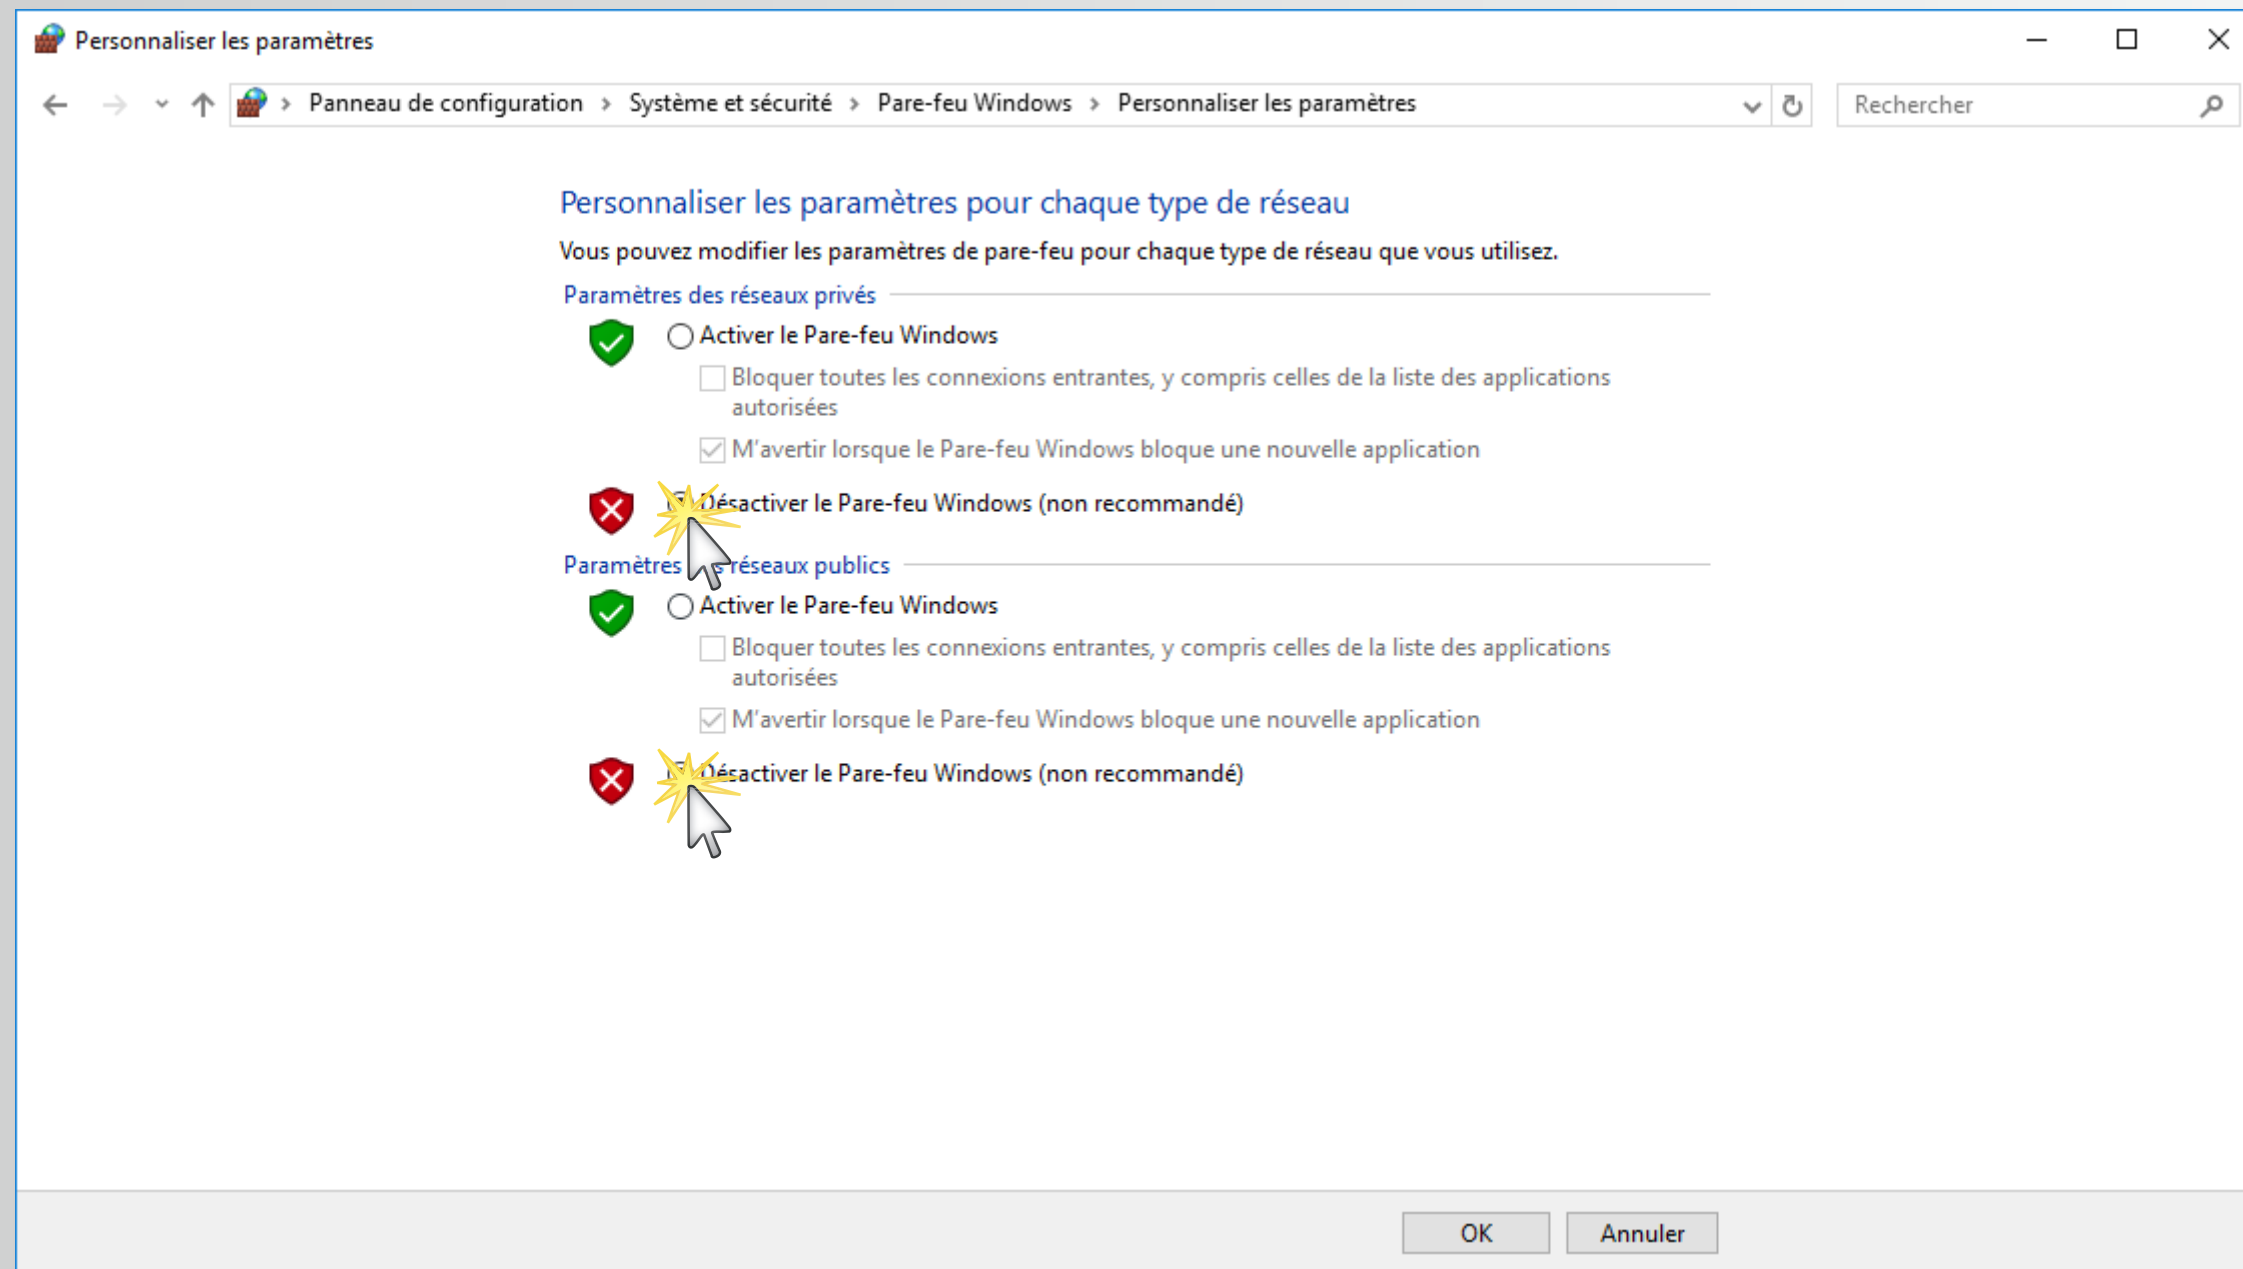 Personnaliser les paramètres
Panneau de configuration > Système et sécurité > Pare-feu Windows > Personnaliser les paramètres
Rechercher
Personnaliser les paramètres pour chaque type de réseau
Vous pouvez modifier les paramètres de pare-feu pour chaque type de réseau que vous utilisez.
Paramètres des réseaux privés
Activer le Pare-feu Windows
Bloquer toutes les connexions entrantes, y compris celles de la liste des applications
autorisées
M'avertir lorsque le Pare-feu Windows bloque une nouvelle application
Désactiver le Pare-feu Windows (non recommandé)
Paramètres des réseaux publics
Activer le Pare-feu Windows
Bloquer toutes les connexions entrantes, y compris celles de la liste des applications
autorisées
M'avertir lorsque le Pare-feu Windows bloque une nouvelle application
Désactiver le Pare-feu Windows (non recommandé)
OK
Annuler